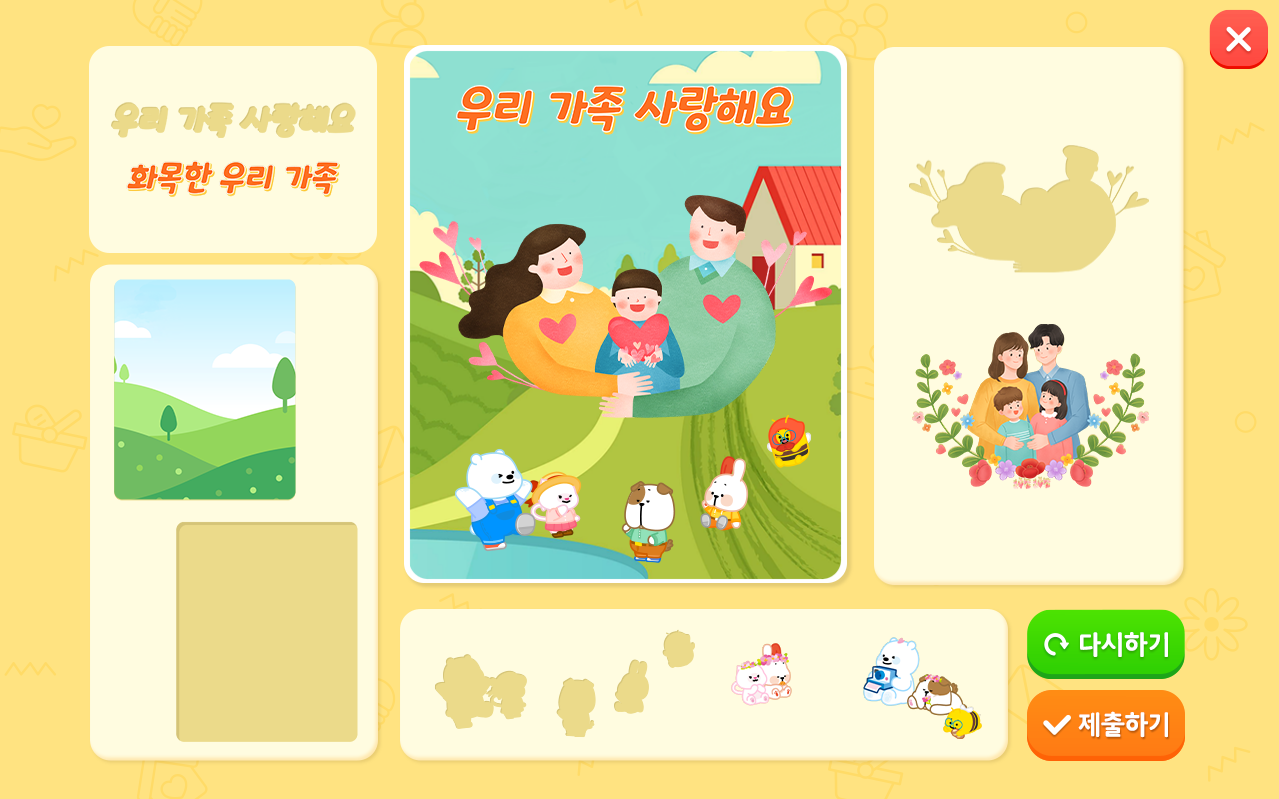 우리 가족 사랑해요
화목한 우리 가족
우리 가족 사랑해요
다시하기
제출하기